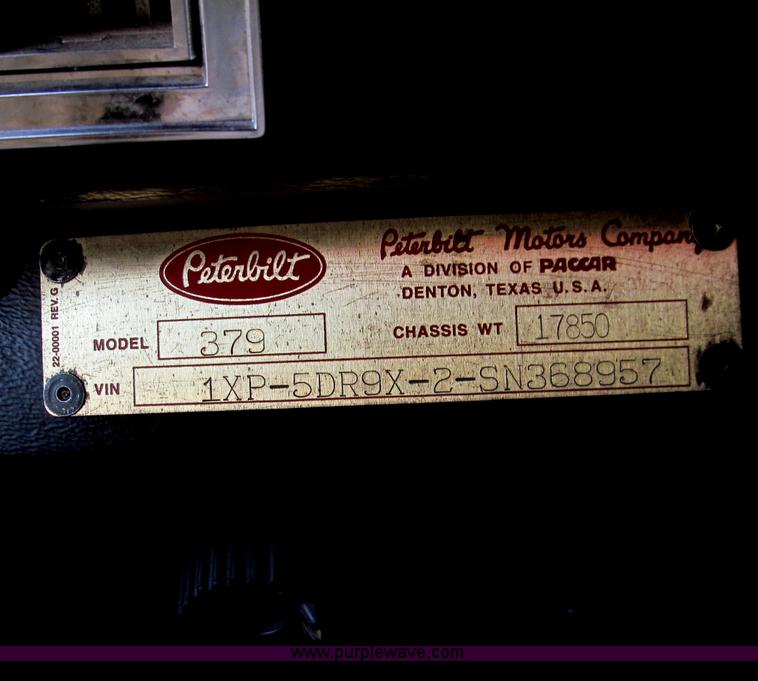 Peterbilt
Peterbilt Motors Company
A DIVISION OF PACCAR
DENTON, TEXAS U.S.A.
22-00001 REV. G
MODEL 379
CHASSIS WT 17850
VIN 1XP-5DR9X-2-SN368957
www.purplewave.com